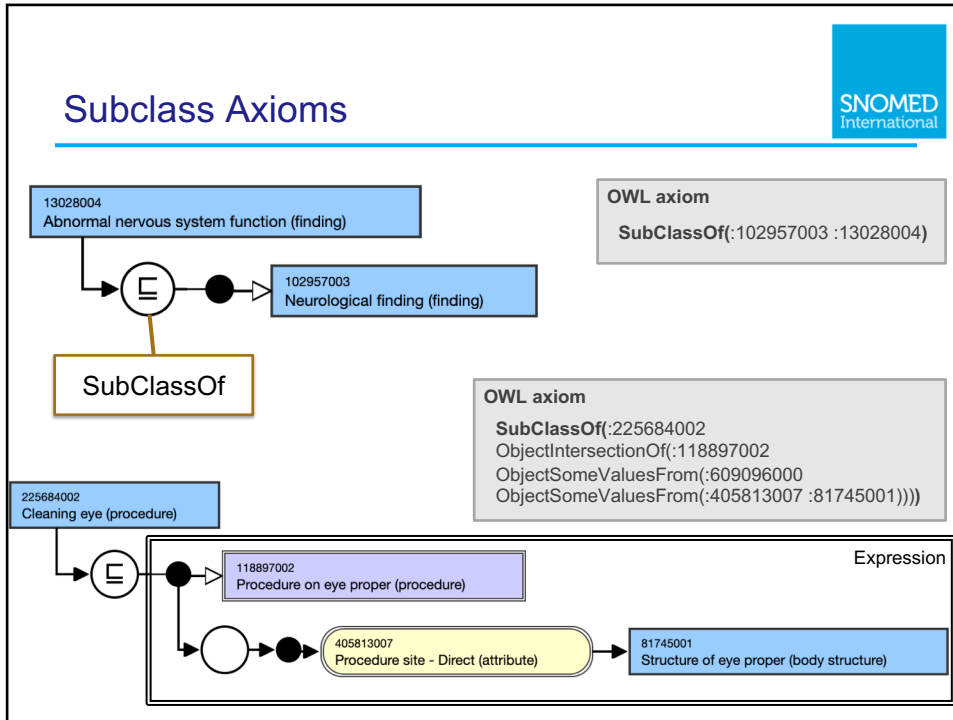 Subclass Axioms
SNOMED
International
13028004
Abnormal nervous system function (finding)
OWL axiom
SubClassOf(:102957003 :13028004)
⊑
102957003
Neurological finding (finding)
SubClassOf
OWL axiom
SubClassOf(:225684002
ObjectIntersectionOf(:118897002
ObjectSomeValuesFrom(:609096000
ObjectSomeValuesFrom(:405813007 :81745001))))
225684002
Cleaning eye (procedure)
⊑
Expression
118897002
Procedure on eye proper (procedure)
405813007
Procedure site - Direct (attribute)
81745001
Structure of eye proper (body structure)